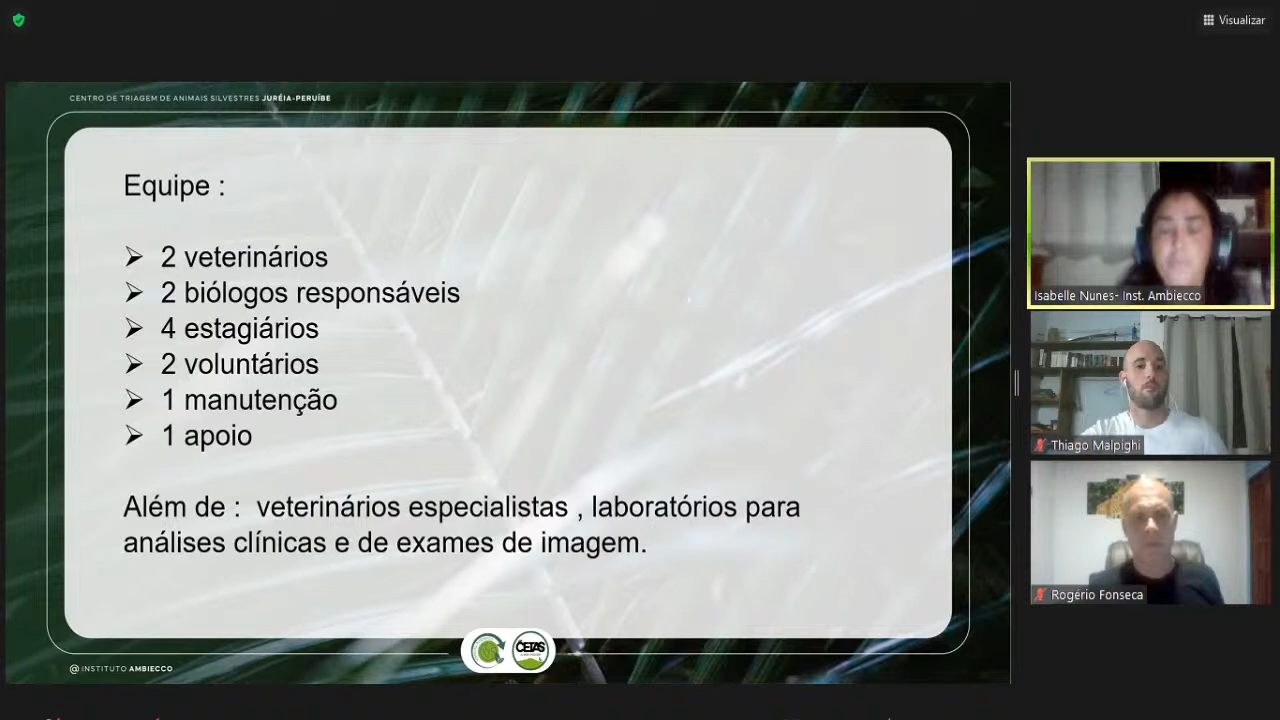 Visualizar
CENTRO DE TRIAGEM DE ANIMAIS SILVESTRES JURÉIA-PERUÍBE
Equipe :
2 veterinários
2 biólogos responsáveis
4 estagiários
2 voluntários
1 manutenção
1 apoio
Além de : veterinários especialistas , laboratórios para
análises clínicas e de exames de imagem.
CETAS
@ INSTITUTO AMBIECCO
Isabelle Nunes- Inst. Ambiecco
Thiago Malpighi
Rogério Fonseca